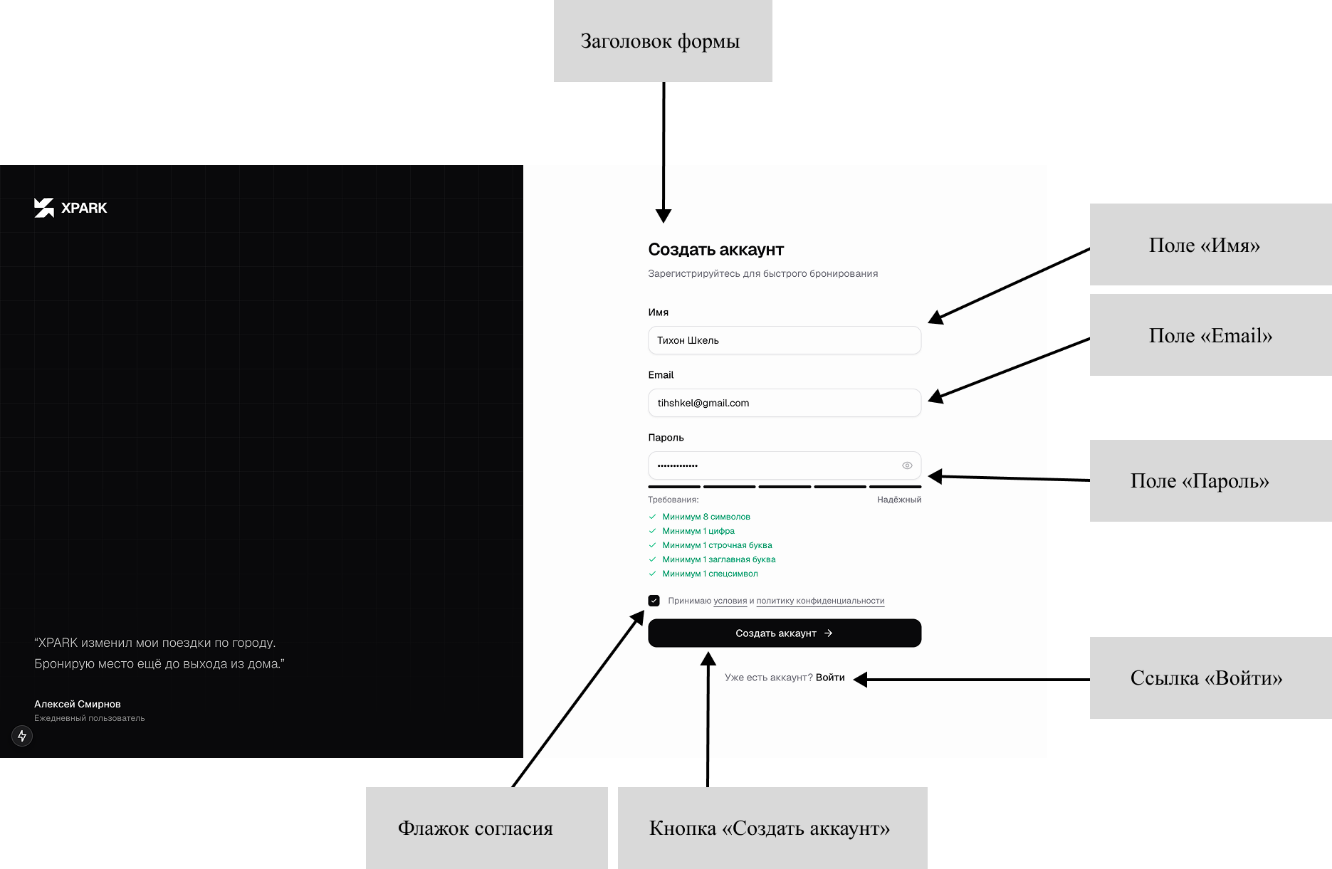 Заголовок формы
XPARK
Создать аккаунт
Зарегистрируйтесь для быстрого бронирования
Имя
Тихон Шкель
Email
tihshkel@gmail.com
Пароль
•••••••••••••
Требования:
Надёжный
Минимум 8 символов
Минимум 1 цифра
Минимум 1 строчная буква
Минимум 1 заглавная буква
Минимум 1 спецсимвол
Принимаю условия и политику конфиденциальности
Создать аккаунт →
Уже есть аккаунт? Войти
“XPARK изменил мои поездки по городу.
Бронирую место ещё до выхода из дома.”
Алексей Смирнов
Ежедневный пользователь
Поле «Имя»
Поле «Email»
Поле «Пароль»
Ссылка «Войти»
Флажок согласия
Кнопка «Создать аккаунт»